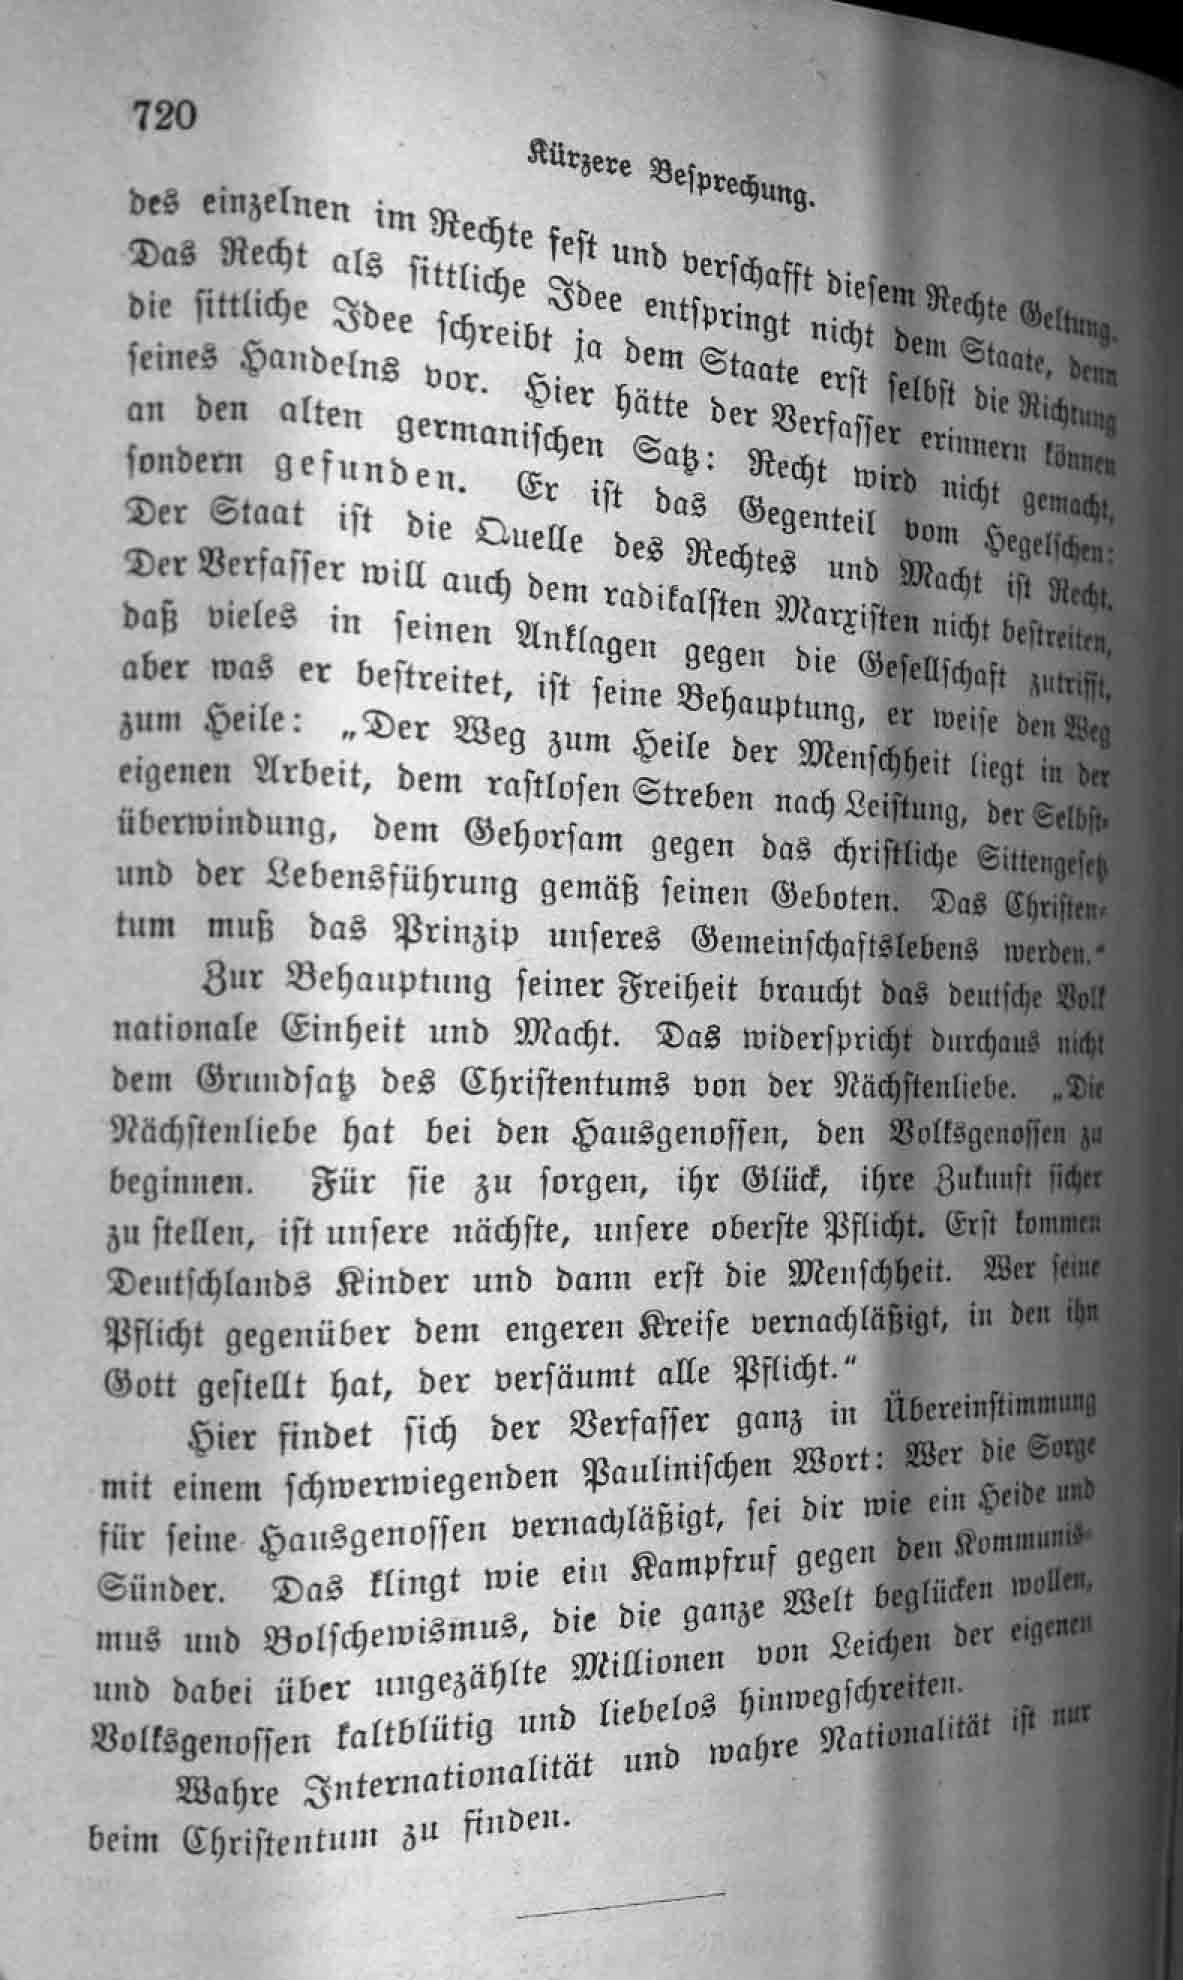 720
Kürzere Besprechung.
des einzelnen im Rechte fest und verschafft diesem Rechte Geltung.
Das Recht als sittliche Idee entspringt nicht dem Staate, denn
die sittliche Idee schreibt ja dem Staate erst selbst die Richtung
seines Handelns vor. Hier hätte der Verfasser erinnern können
an den alten germanischen Satz: Recht wird nicht gemacht,
sondern gefunden. Er ist das Gegenteil vom Hegelschen:
Der Staat ist die Quelle des Rechtes und Macht ist Recht.
Der Verfasser will auch dem radikalsten Marxisten nicht bestreiten,
daß vieles in seinen Anklagen gegen die Gesellschaft zutrifft,
aber was er bestreitet, ist seine Behauptung, er weise den Weg
zum Heile: „Der Weg zum Heile der Menschheit liegt in der
eigenen Arbeit, dem rastlosen Streben nach Leistung, der Selbst-
überwindung, dem Gehorsam gegen das christliche Sittengesetz
und der Lebensführung gemäß seinen Geboten. Das Christen-
tum muß das Prinzip unseres Gemeinschaftslebens werden.“
Zur Behauptung seiner Freiheit braucht das deutsche Volk
nationale Einheit und Macht. Das widerspricht durchaus nicht
dem Grundsatz des Christentums von der Nächstenliebe. „Die
Nächstenliebe hat bei den Hausgenossen, den Volksgenossen zu
beginnen. Für sie zu sorgen, ihr Glück, ihre Zukunft sicher
zu stellen, ist unsere nächste, unsere oberste Pflicht. Erst kommen
Deutschlands Kinder und dann erst die Menschheit. Wer seine
Pflicht gegenüber dem engeren Kreise vernachläßigt, in den ihn
Gott gestellt hat, der versäumt alle Pflicht.“
Hier findet sich der Verfasser ganz in Übereinstimmung
mit einem schwerwiegenden Paulinischen Wort: Wer die Sorge
für seine Hausgenossen vernachläßigt, sei dir wie ein Heide und
Sünder. Das klingt wie ein Kampfruf gegen den Kommunis-
mus und Bolschewismus, die die ganze Welt beglücken wollen,
und dabei über ungezählte Millionen von Leichen der eigenen
Volksgenossen kaltblütig und liebelos hinwegschreiten.
Wahre Internationalität und wahre Nationalität ist nur
beim Christentum zu finden.